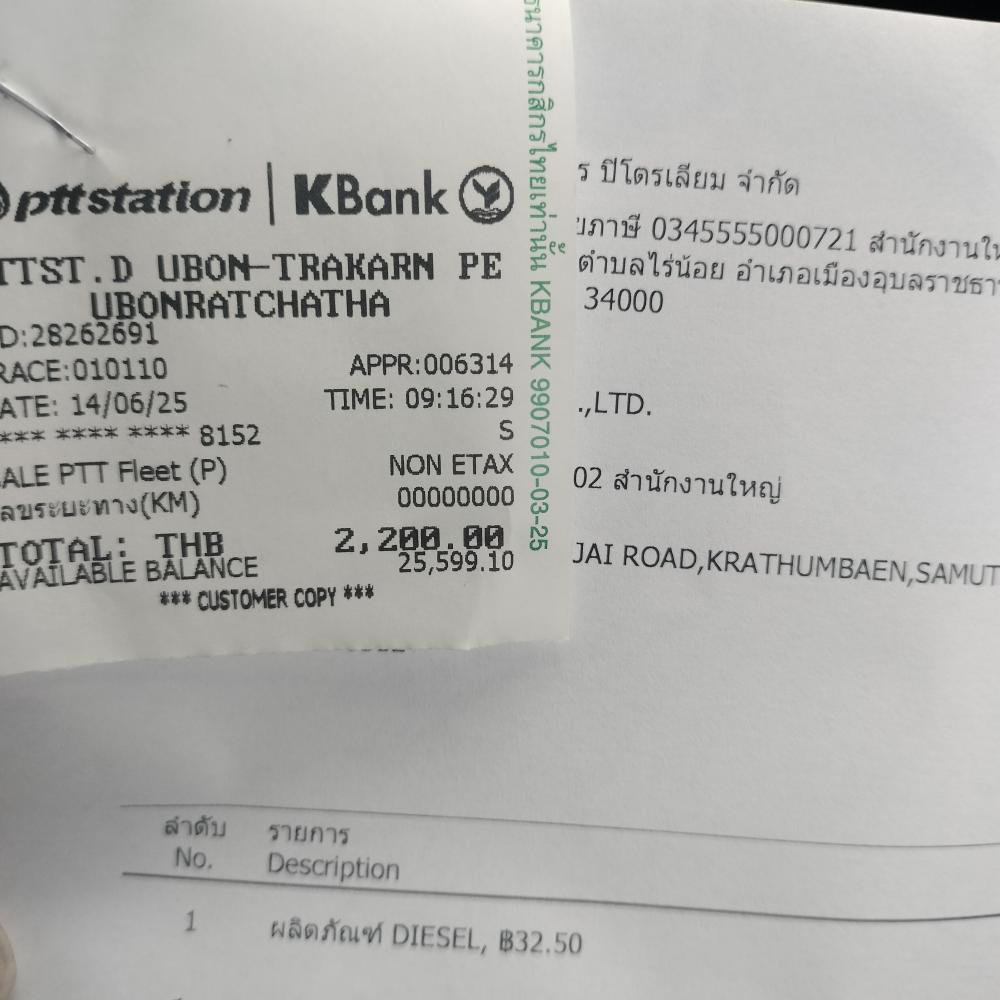 pttstation | KBank
TTST.D UBON-TRAKARN PE
UBONRATCHATHA
D:28262691
RACE:010110 APPR:006314
ATE: 14/06/25 TIME: 09:16:29
*** **** **** 8152 S
ALE PTT Fleet (P) NON ETAX
ลขระยะทาง(KM) 00000000
TOTAL: THB 2,200.00
AVAILABLE BALANCE 25,599.10
*** CUSTOMER COPY ***
ธนาคารกสิกรไทยเท่านั้น KBANK 9907010-03-25
ร ปิโตรเลียม จำกัด
ยภาษี 0345555000721 สำนักงานให
ตำบลไร่น้อย อำเภอเมืองอุบลราชธา
34000
.,LTD.
02 สำนักงานใหญ่
JAI ROAD,KRATHUMBAEN,SAMUT
ลำดับ รายการ
No. Description
1 ผลิตภัณฑ์ DIESEL, ฿32.50